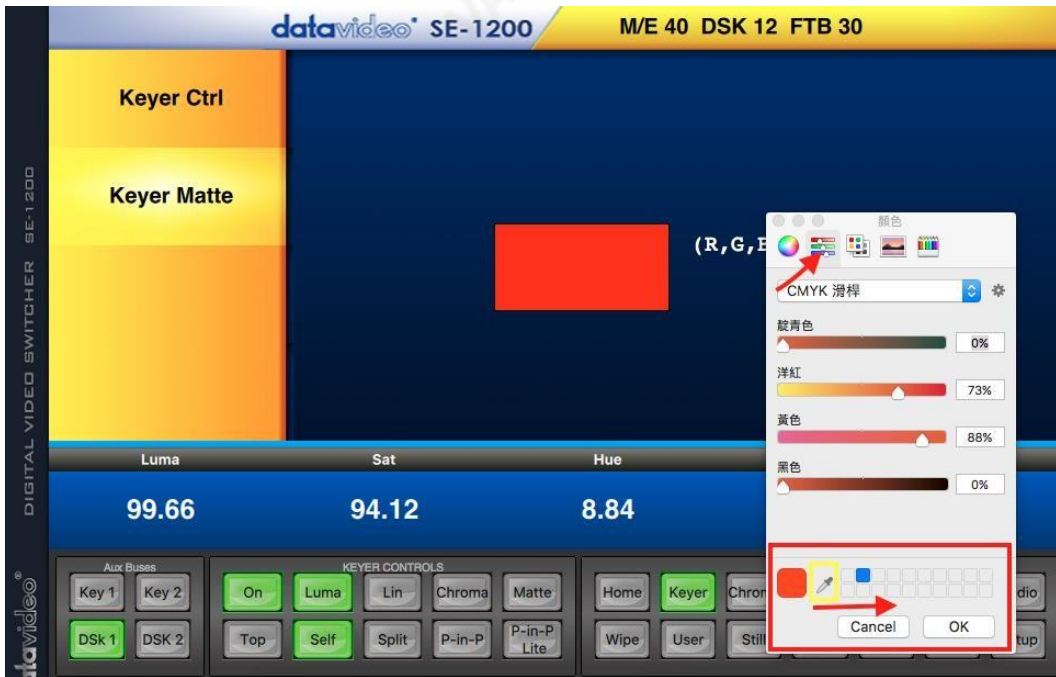 datavideo® SE-1200
M/E 40 DSK 12 FTB 30
Keyer Ctrl
Keyer Matte
DIGITAL VIDEO SWITCHER SE-1200
(R,G,B
顏色
CMYK 滑桿
靛青色
0%
洋紅
73%
黃色
88%
黑色
0%
Luma Sat Hue
99.66 94.12 8.84
Aux Buses
Key 1 Key 2
DSk 1 DSK 2
KEYER CONTROLS
On Luma Lin Chroma Matte
Top Self Split P-in-P P-in-P Lite
Home Keyer Chrom
Wipe User Still
dio
tup
Cancel OK
datavideo®